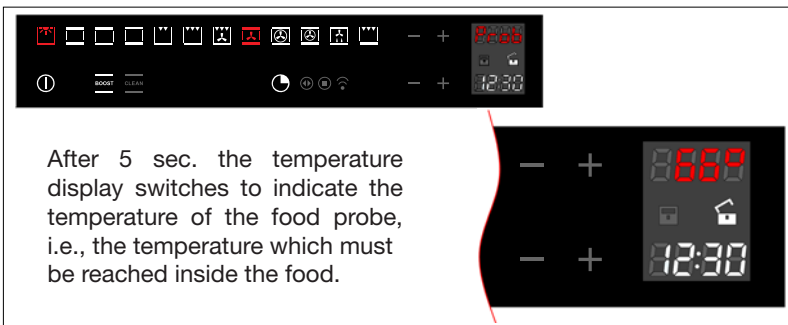 Prob
BOOST CLEAN
12:30
After 5 sec. the temperature
display switches to indicate the
temperature of the food probe,
i.e., the temperature which must
be reached inside the food.
66°
12:30